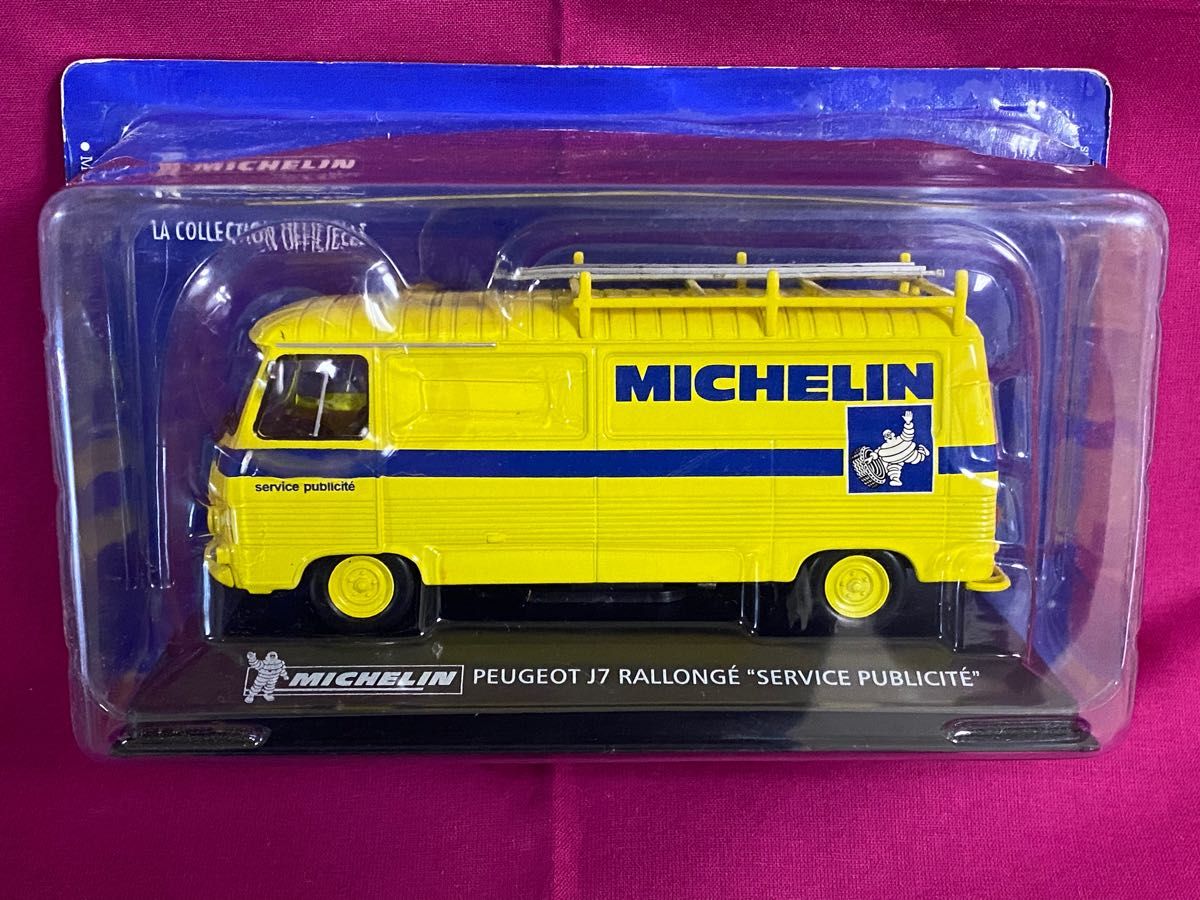 MICHELIN
LA COLLECTION OFFICIELLE
MICHELIN
service publicité
MICHELIN PEUGEOT J7 RALLONGÉ “SERVICE PUBLICITÉ”